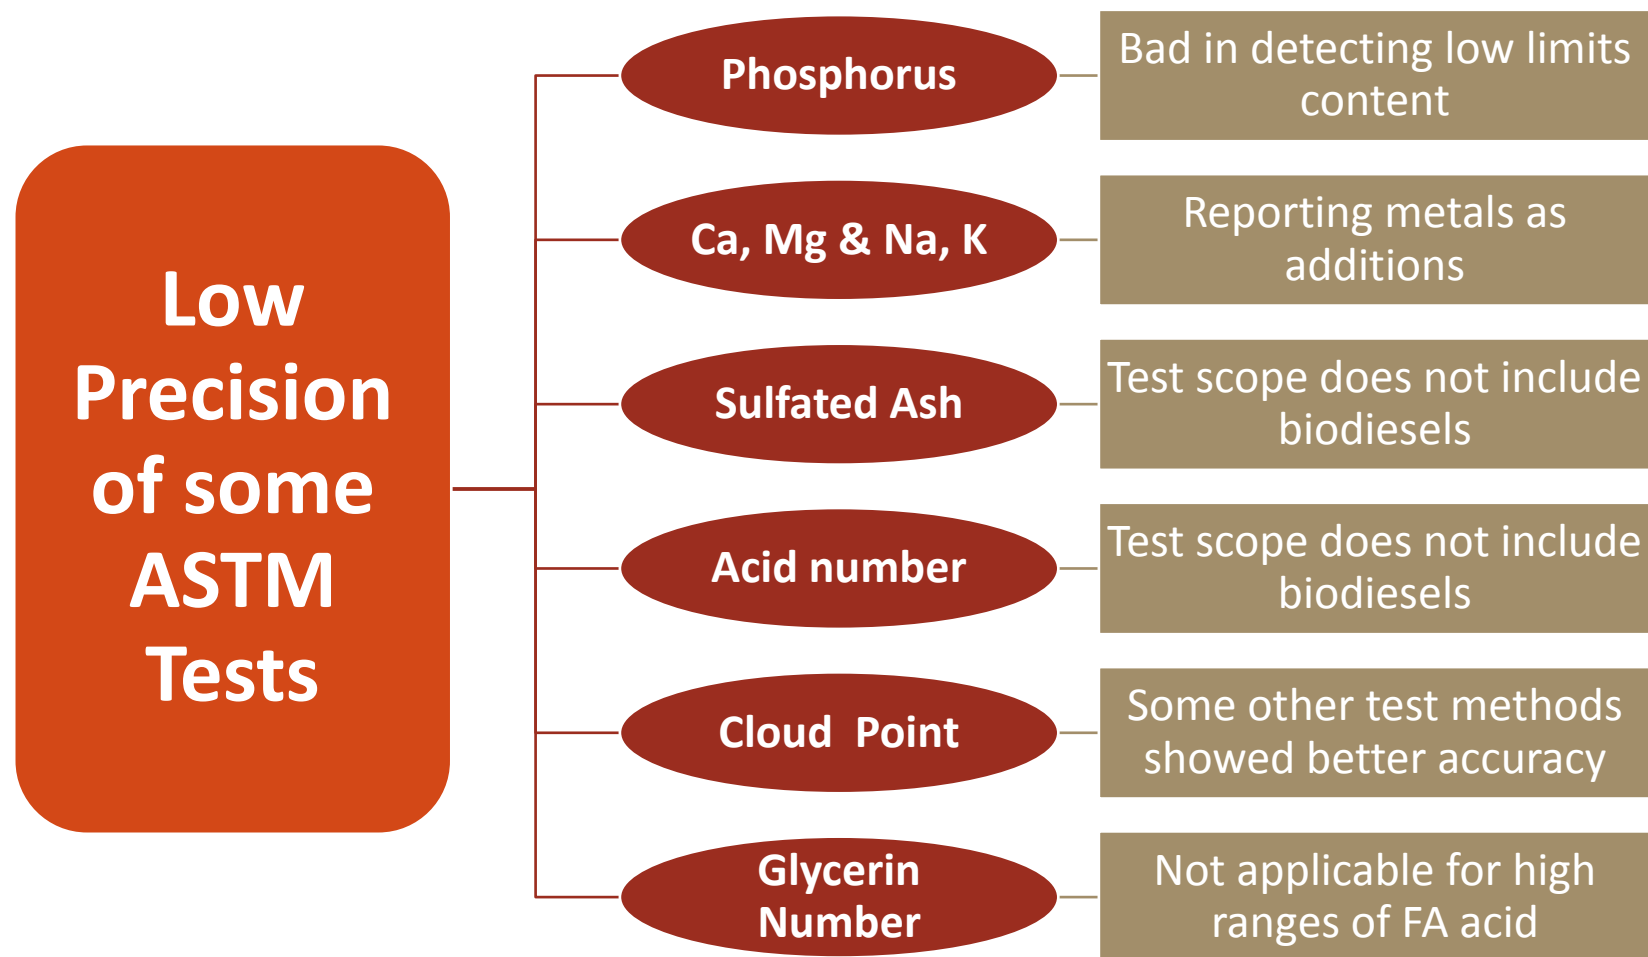 Low
Precision
of some
ASTM
Tests
Phosphorus
Bad in detecting low limits
content
Ca, Mg & Na, K
Reporting metals as
additions
Sulfated Ash
Test scope does not include
biodiesels
Acid number
Test scope does not include
biodiesels
Cloud  Point
Some other test methods
showed better accuracy
Glycerin
Number
Not applicable for high
ranges of FA acid